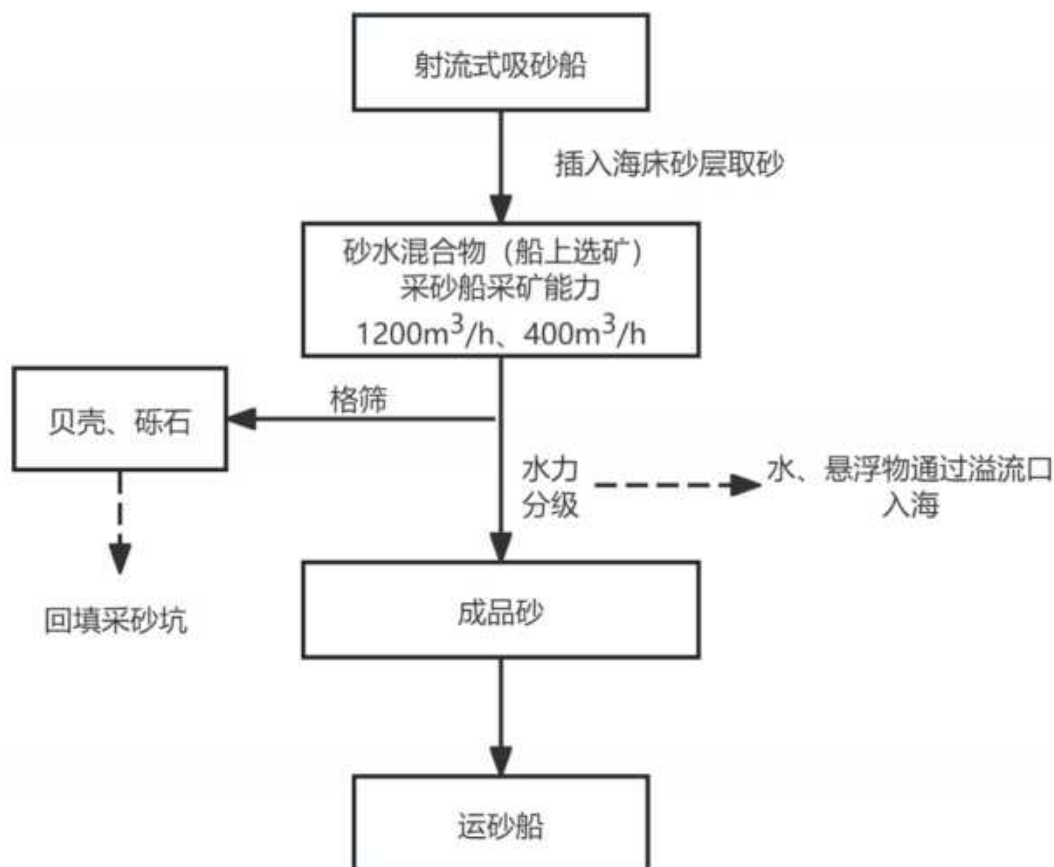 射流式吸砂船
插入海床砂层取砂
砂水混合物（船上选矿）
采砂船采矿能力
1200m³/h、400m³/h
格筛
贝壳、砾石
水力
分级
水、悬浮物通过溢流口
入海
回填采砂坑
成品砂
运砂船